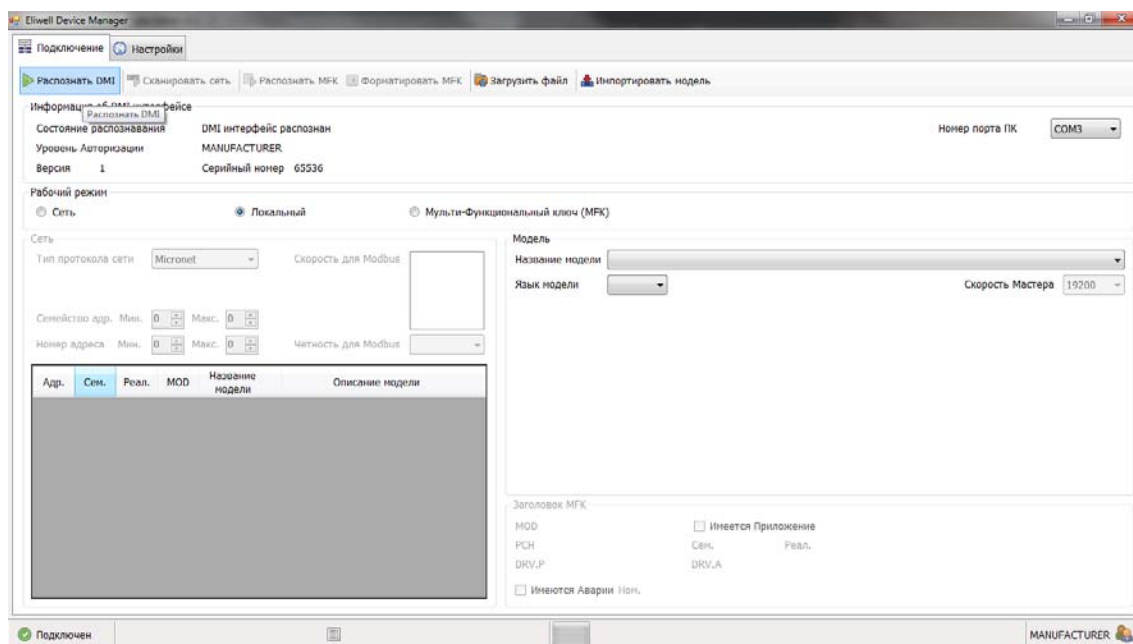 Eliwell Device Manager
Подключение Настройки
Распознать DMI Сканировать сеть Распознать MFK Форматировать MFK Загрузить файл Импортировать модель
Информация об DMI интерфейсе
Распознать DMI
Состояние распознавания DMI интерфейс распознан Номер порта ПК COM3
Уровень Авторизации MANUFACTURER
Версия 1 Серийный номер 65536
Рабочий режим
Сеть Локальный Мульти-Функциональный ключ (MFK)
Сеть Модель
Тип протокола сети Micronet Скорость для Modbus Название модели
Язык модели Скорость Мастера 19200
Семейство адр. Мин. 0 Макс. 0
Номер адреса Мин. 0 Макс. 0 Четность для Modbus
Адр. Сем. Реал. MOD Название модели Описание модели
Заголовок MFK
MOD Имеется Приложение
PCH Сем. Реал.
DRV.P DRV.A
Имеются Аварии Ном.
Подключен MANUFACTURER